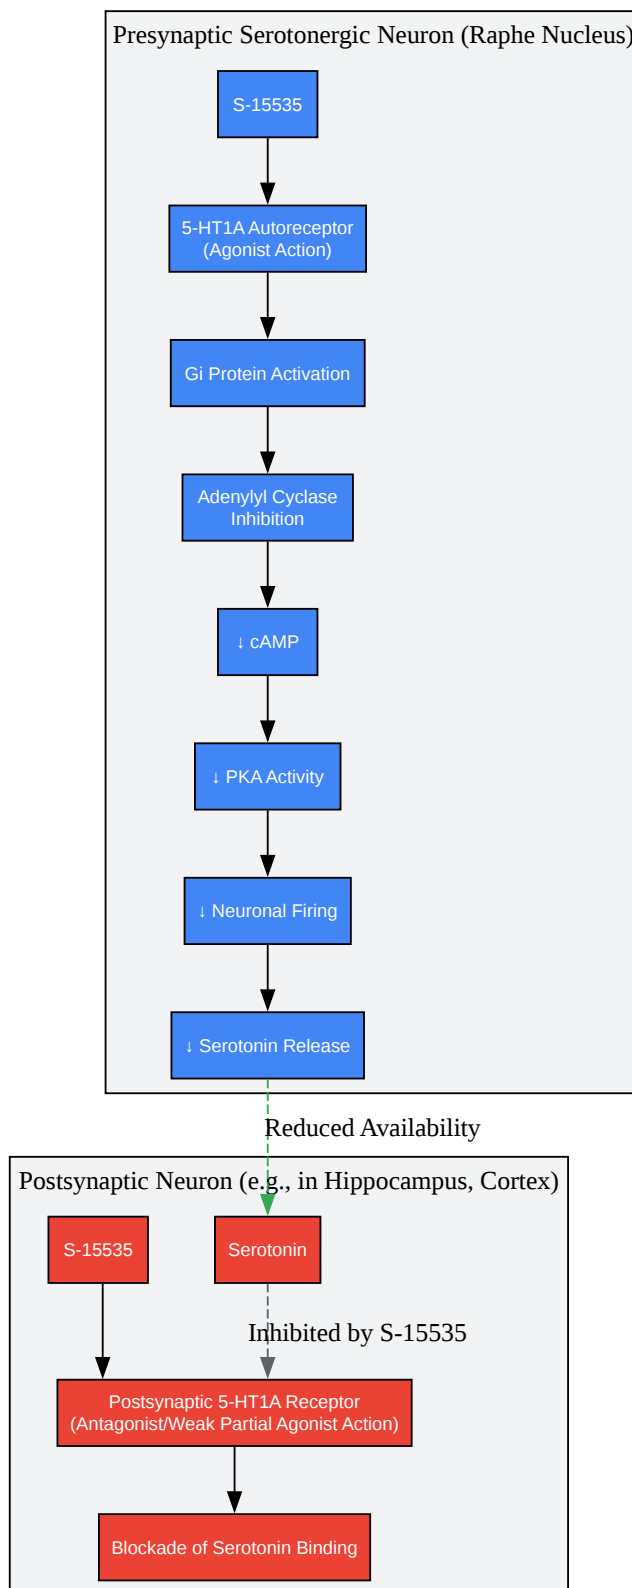 Presynaptic Serotonergic Neuron (Raphe Nucleus)
S-15535
5-HT1A Autoreceptor
(Agonist Action)
Gi Protein Activation
Adenylyl Cyclase
Inhibition
↓ cAMP
↓ PKA Activity
↓ Neuronal Firing
↓ Serotonin Release
Reduced Availability
Postsynaptic Neuron (e.g., in Hippocampus, Cortex)
S-15535
Serotonin
Inhibited by S-15535
Postsynaptic 5-HT1A Receptor
(Antagonist/Weak Partial Agonist Action)
Blockade of Serotonin Binding